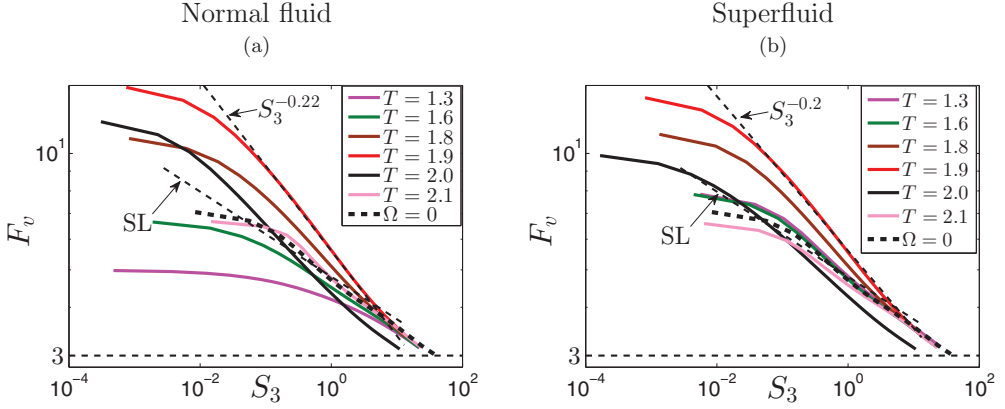 Normal fluid
(a)
F_v
10^1
3
S_3^{-0.22}
SL
T = 1.3
T = 1.6
T = 1.8
T = 1.9
T = 2.0
T = 2.1
Ω = 0
10^{-4}
10^{-2}
S_3
10^0
10^2
Superfluid
(b)
F_v
10^1
3
S_3^{-0.2}
SL
T = 1.3
T = 1.6
T = 1.8
T = 1.9
T = 2.0
T = 2.1
Ω = 0
10^{-4}
10^{-2}
S_3
10^0
10^2